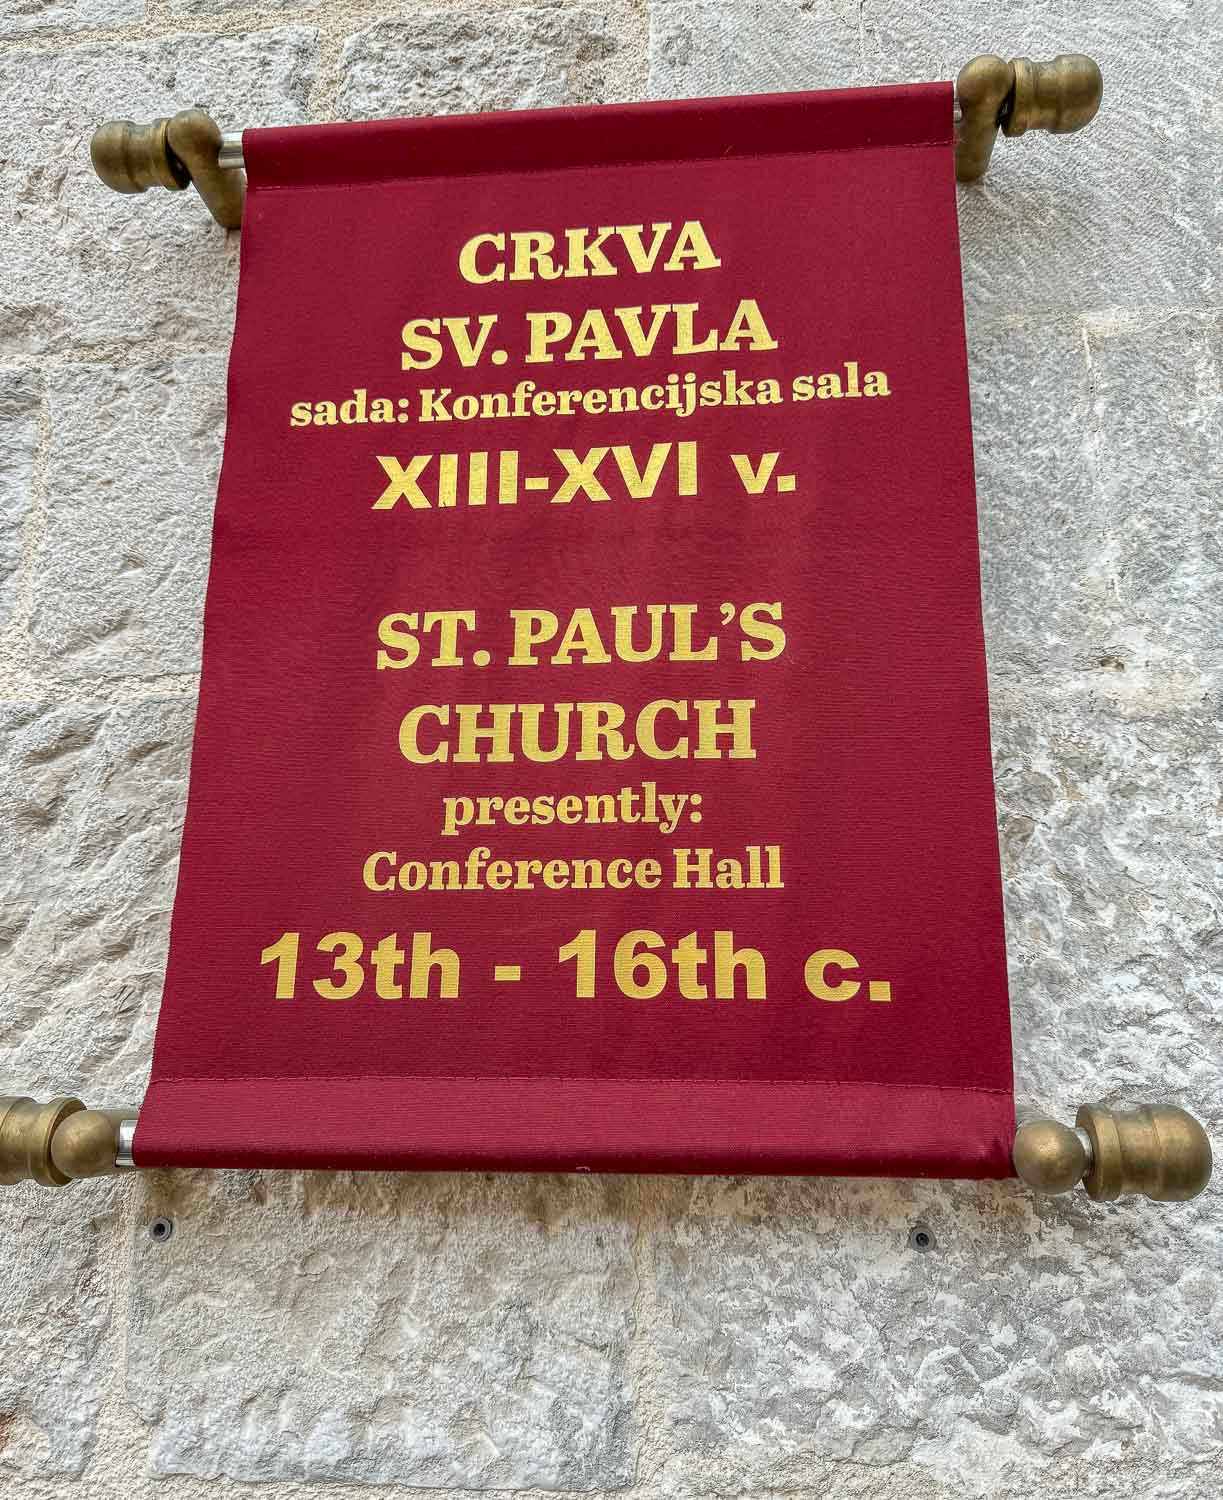 CRKVA
SV. PAVLA
sada: Konferencijska sala
XIII-XVI v.
ST. PAUL’S
CHURCH
presently:
Conference Hall
13th - 16th c.